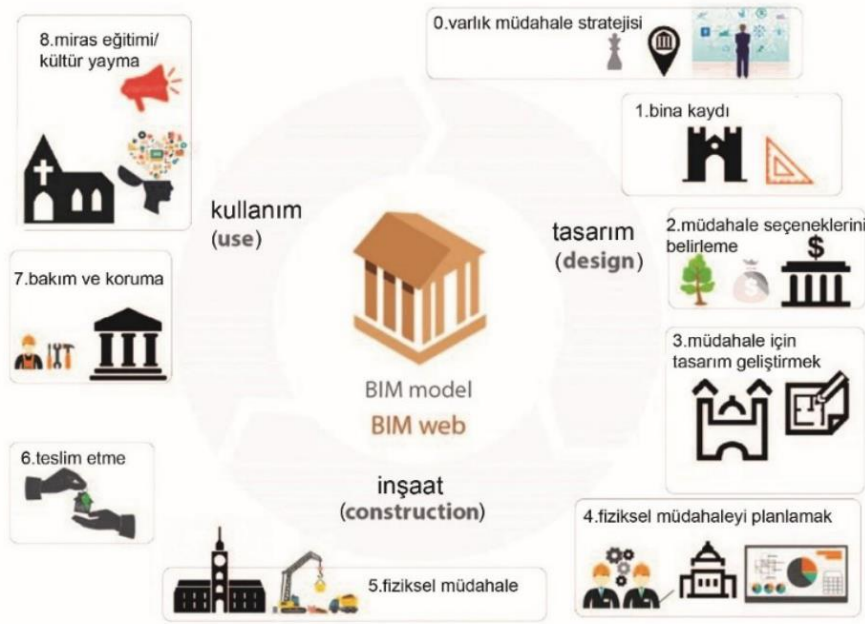 0.varlık müdahale stratejisi
1.bina kaydı
2.müdahale seçeneklerini
belirleme
3.müdahale için
tasarım geliştirmek
4.fiziksel müdahaleyi planlamak
5.fiziksel müdahale
6.teslim etme
7.bakım ve koruma
8.miras eğitimi/
kültür yayma
kullanım
(use)
tasarım
(design)
inşaat
(construction)
BIM model
BIM web
$
$